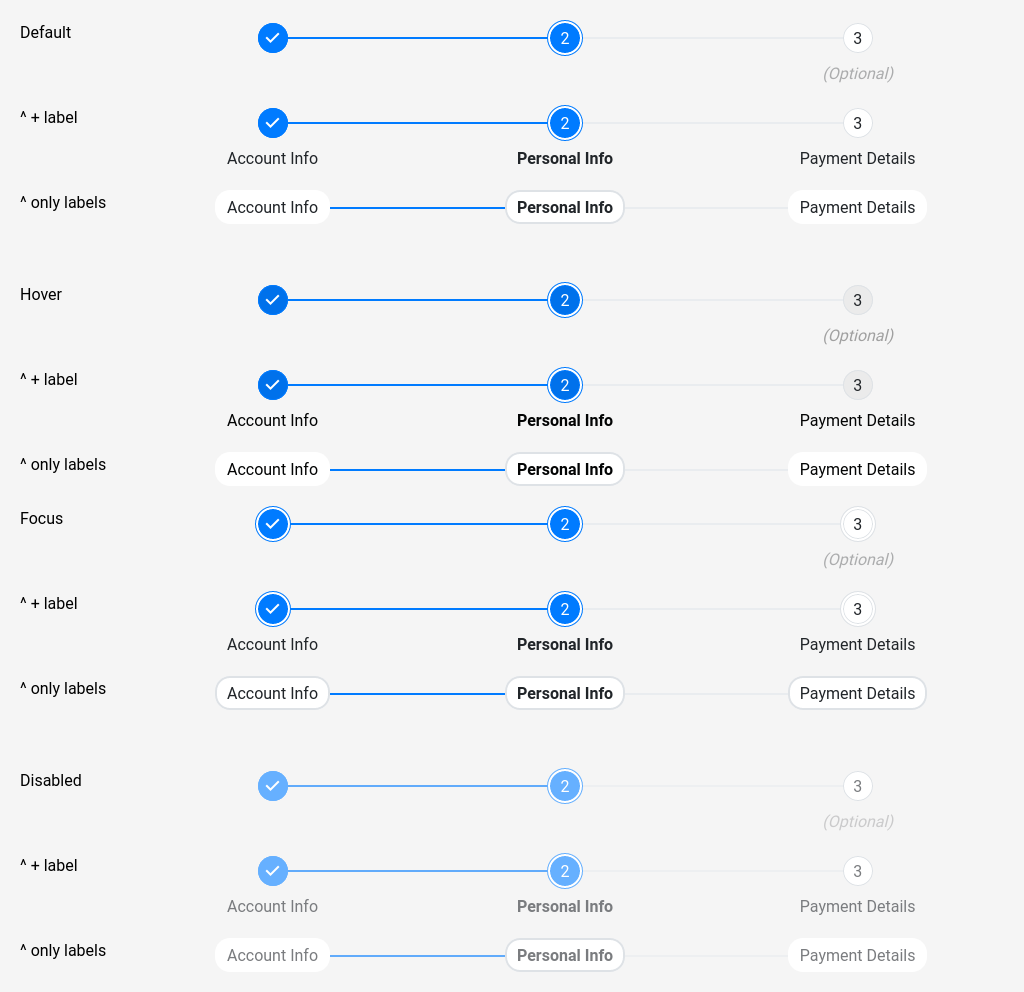 Default
2
3
(Optional)
^ + label
2
3
Account Info
Personal Info
Payment Details
^ only labels
Account Info
Personal Info
Payment Details
Hover
2
3
(Optional)
^ + label
2
3
Account Info
Personal Info
Payment Details
^ only labels
Account Info
Personal Info
Payment Details
Focus
2
3
(Optional)
^ + label
2
3
Account Info
Personal Info
Payment Details
^ only labels
Account Info
Personal Info
Payment Details
Disabled
2
3
(Optional)
^ + label
2
3
Account Info
Personal Info
Payment Details
^ only labels
Account Info
Personal Info
Payment Details